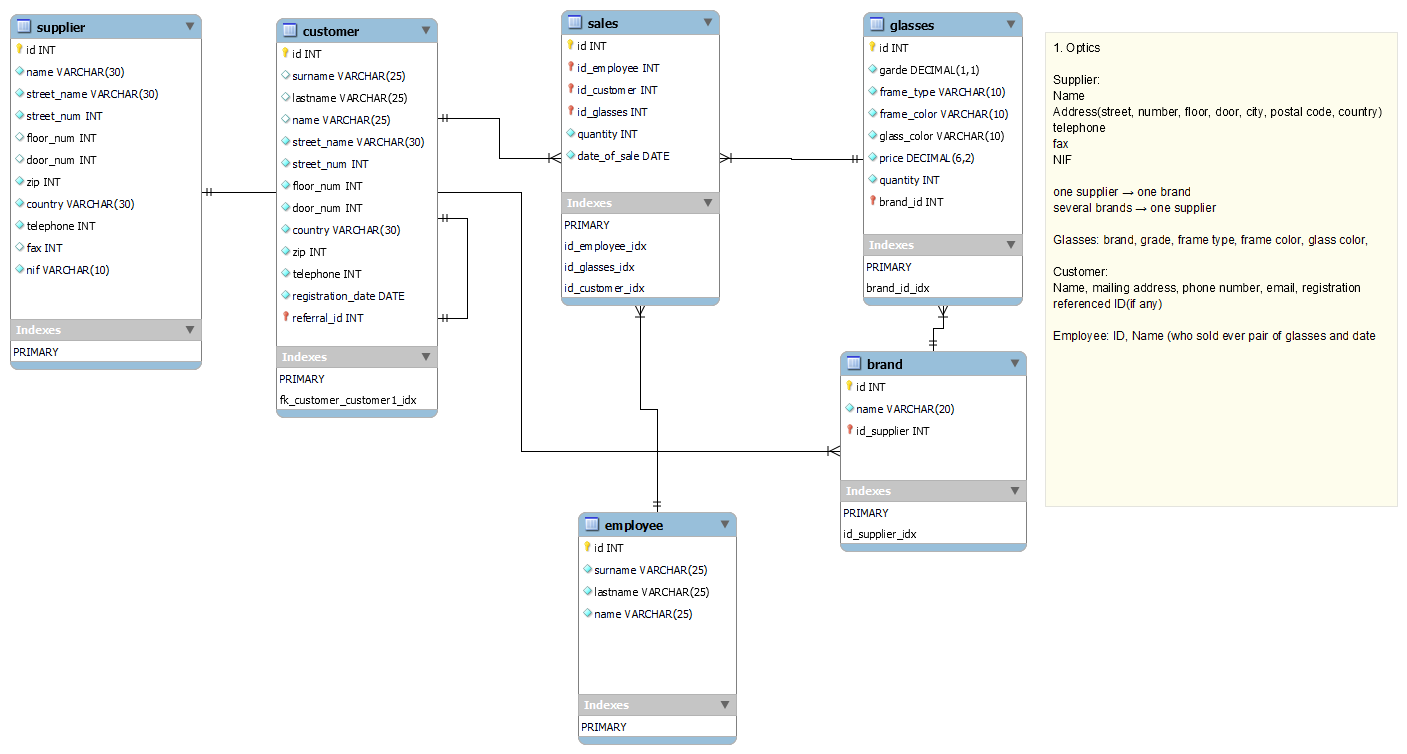 supplier
id INT
name VARCHAR(30)
street_name VARCHAR(30)
street_num INT
floor_num INT
door_num INT
zip INT
country VARCHAR(30)
telephone INT
fax INT
nif VARCHAR(10)
Indexes
PRIMARY
customer
id INT
surname VARCHAR(25)
lastname VARCHAR(25)
name VARCHAR(25)
street_name VARCHAR(30)
street_num INT
floor_num INT
door_num INT
country VARCHAR(30)
zip INT
telephone INT
registration_date DATE
referral_id INT
Indexes
PRIMARY
fk_customer_customer1_idx
sales
id INT
id_employee INT
id_customer INT
id_glasses INT
quantity INT
date_of_sale DATE
Indexes
PRIMARY
id_employee_idx
id_glasses_idx
id_customer_idx
glasses
id INT
garde DECIMAL(1,1)
frame_type VARCHAR(10)
frame_color VARCHAR(10)
glass_color VARCHAR(10)
price DECIMAL(6,2)
quantity INT
brand_id INT
Indexes
PRIMARY
brand_id_idx
brand
id INT
name VARCHAR(20)
id_supplier INT
Indexes
PRIMARY
id_supplier_idx
employee
id INT
surname VARCHAR(25)
lastname VARCHAR(25)
name VARCHAR(25)
Indexes
PRIMARY
1. Optics
Supplier:
Name
Address(street, number, floor, door, city, postal code, country)
telephone
fax
NIF
one supplier → one brand
several brands → one supplier
Glasses: brand, grade, frame type, frame color, glass color,
Customer:
Name, mailing address, phone number, email, registration
referenced ID(if any)
Employee: ID, Name (who sold ever pair of glasses and date